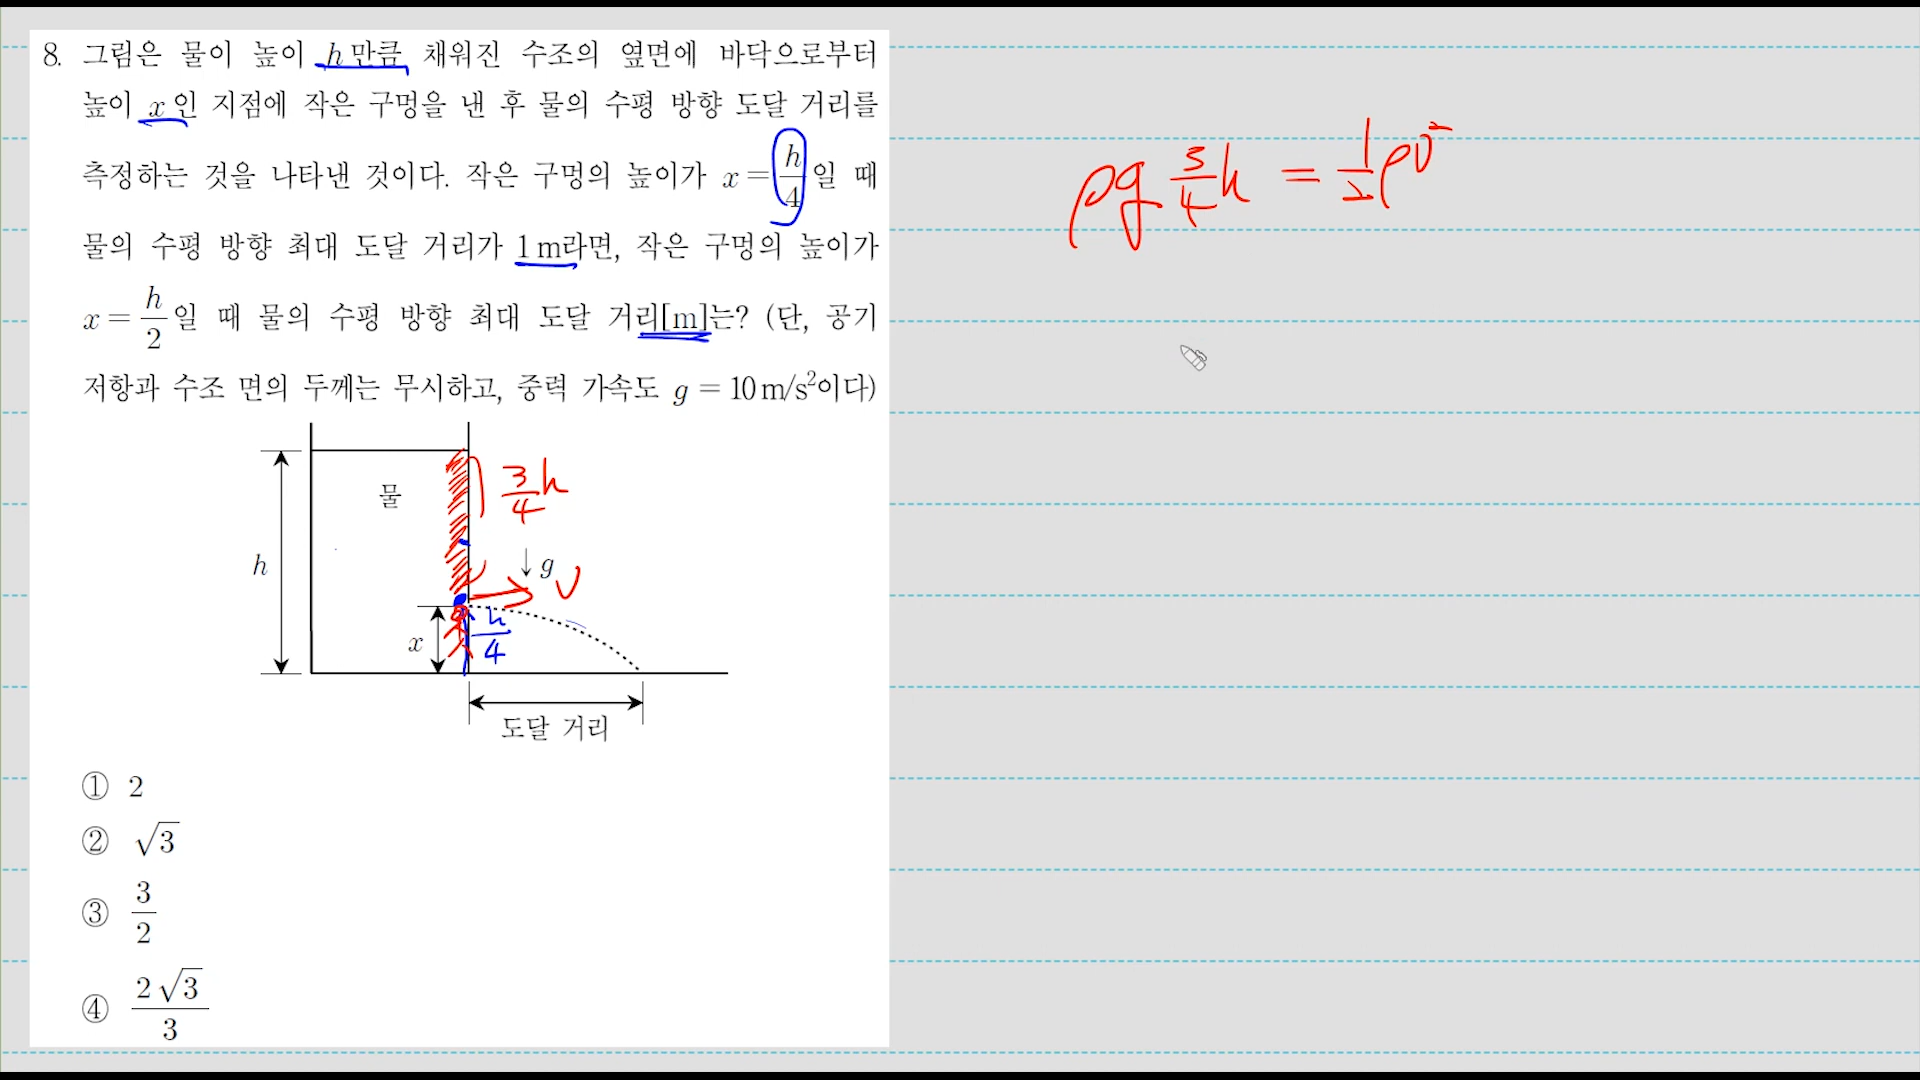 8. 그림은 물이 높이 h만큼 채워진 수조의 옆면에 바닥으로부터
높이 x인 지점에 작은 구멍을 낸 후 물의 수평 방향 도달 거리를
측정하는 것을 나타낸 것이다. 작은 구멍의 높이가 x = h/4일 때
물의 수평 방향 최대 도달 거리가 1 m라면, 작은 구멍의 높이가
x = h/2일 때 물의 수평 방향 최대 도달 거리[m]는? (단, 공기
저항과 수조 면의 두께는 무시하고, 중력 가속도 g = 10 m/s²이다)
물
3/4 h
h
g
v
x
h/4
도달 거리
① 2
② √3
③ 3/2
④ 2√3/3
ρg 3/4 h = 1/2 ρv²